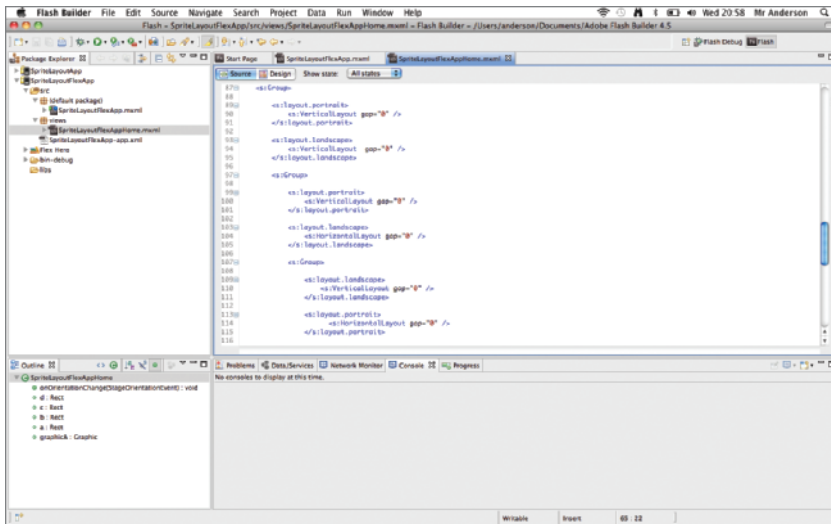 Flash Builder File Edit Source Navigate Search Project Data Run Window Help Wed 20:58 Mr Anderson
Flash - SpriteLayoutFlexApp/src/views/SpriteLayoutFlexAppHome.mxml - Flash Builder - /Users/anderson/Documents/Adobe Flash Builder 4.5
Flash Debug Flash
Package Explorer
Start Page SpriteLayoutFlexApp.mxml SpriteLayoutFlexAppHome.mxml
Source Design Show state: All states
SpriteLayoutApp
SpriteLayoutFlexApp
src
(default package)
SpriteLayoutFlexApp.mxml
views
SpriteLayoutFlexAppHome.mxml
SpriteLayoutFlexApp-app.xml
Flex Hero
bin-debug
libs
87 <s:Group>
88
89 <s:layout.portrait>
90 <s:VerticalLayout gap="0" />
91 </s:layout.portrait>
92
93 <s:layout.landscape>
94 <s:VerticalLayout gap="0" />
95 </s:layout.landscape>
96
97 <s:Group>
98
99 <s:layout.portrait>
100 <s:VerticalLayout gap="0" />
101 </s:layout.portrait>
102
103 <s:layout.landscape>
104 <s:HorizontalLayout gap="0" />
105 </s:layout.landscape>
106
107 <s:Group>
108
109 <s:layout.landscape>
110 <s:VerticalLayout gap="0" />
111 </s:layout.landscape>
112
113 <s:layout.portrait>
114 <s:HorizontalLayout gap="0" />
115 </s:layout.portrait>
116
Outline
SpriteLayoutFlexAppHome
onOrientationChange(StageOrientationEvent) : void
d : Rect
c : Rect
b : Rect
a : Rect
graphicA : Graphic
Problems Data/Services Network Monitor Console Progress
No consoles to display at this time.
Writable Insert 65 : 22